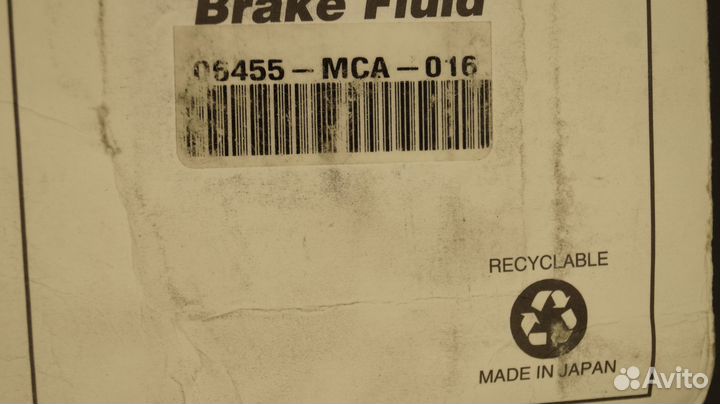 Brake Fluid
06455-MCA-016
RECYCLABLE
MADE IN JAPAN
Avito